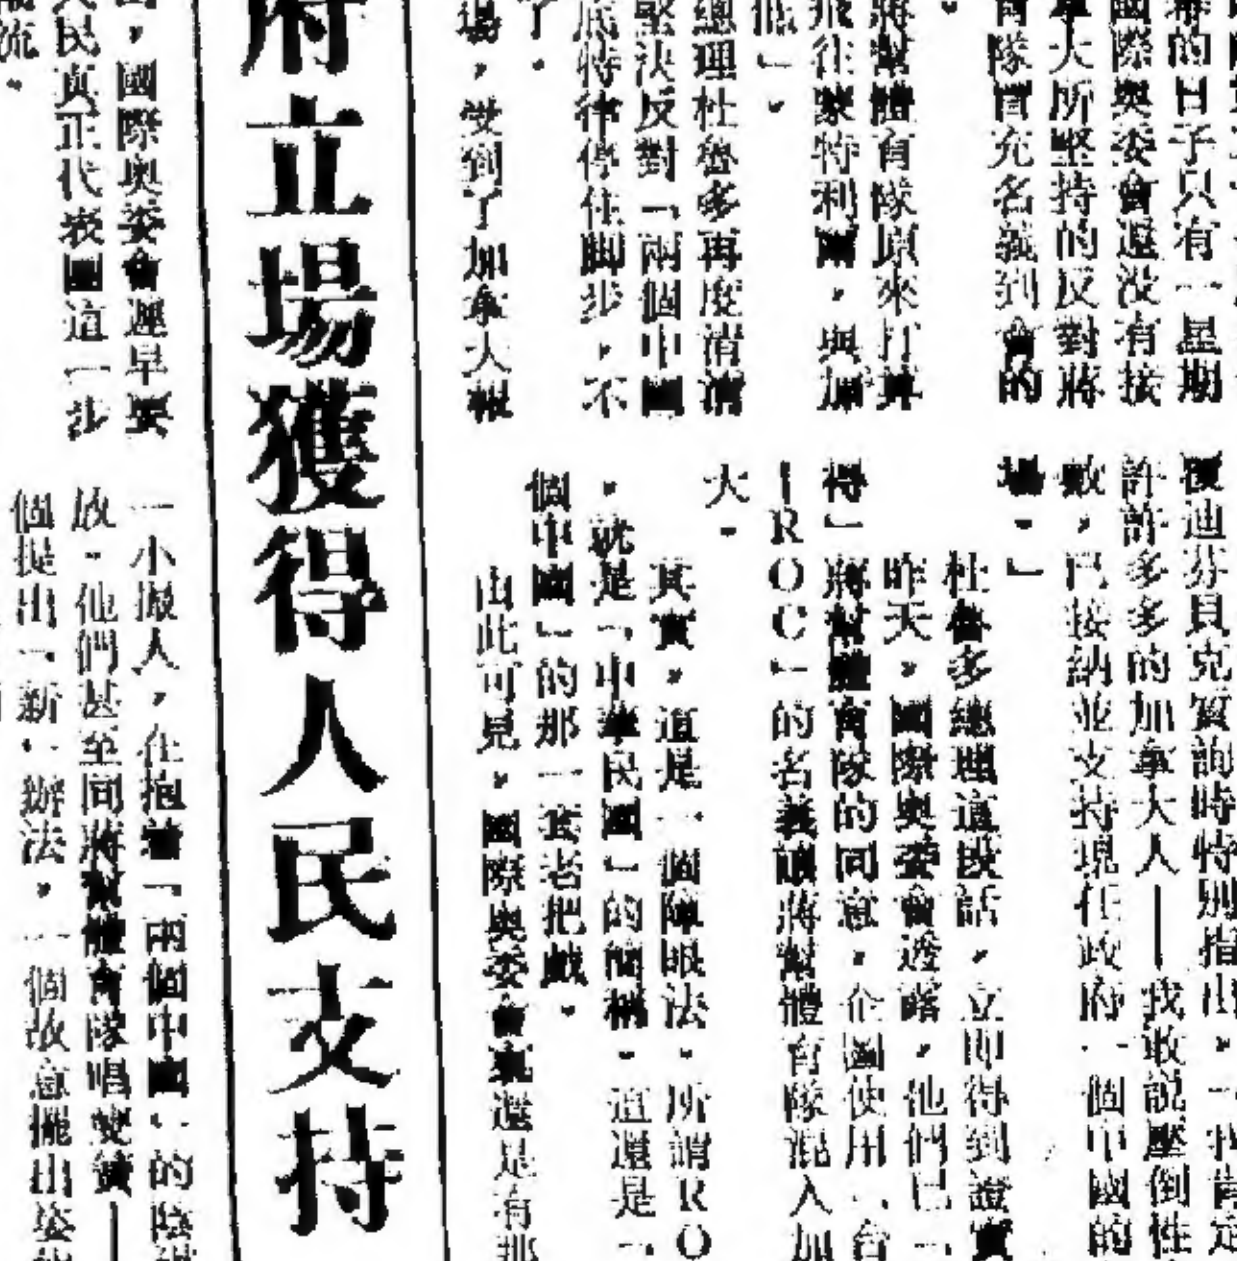 幕的日子只有一星期
國際奧委會還没有按
拿大所堅持的反對蔣
育隊冒充名義到會的
。
蔣幫體育隊原來打算
飛往蒙特利爾，與加
低」。
總理杜魯多再度清清
堅決反對「兩個中國
底特律停住脚步，不
了。
場，受到了加拿大報
覆迪芬貝克質詢時特別指出，「我肯定
許許多多的加拿大人——我敢説壓倒性
數，已接納並支持現任政府一個中國的
場。」
杜魯多總理這段話，立即得到證實
昨天，國際奧委會透露，他們已「
得」蔣幫體育隊的同意，企圖使用「台
—ROC」的名義讓蔣幫體育隊混入加
大。
其實，這是一個障眼法。所謂RO
，就是「中華民國」的簡稱。這還是「
個中國」的那一套老把戲。
由此可見，國際奧委會裏還是有那
府立場獲得人民支持
，國際奧委會遲早要
民真正代表團這一步
流。
一小撮人，在抱着「兩個中國」的陰
放。他們甚至同蔣幫體育隊唱雙簧—
個提出「新」辦法，一個故意擺出姿